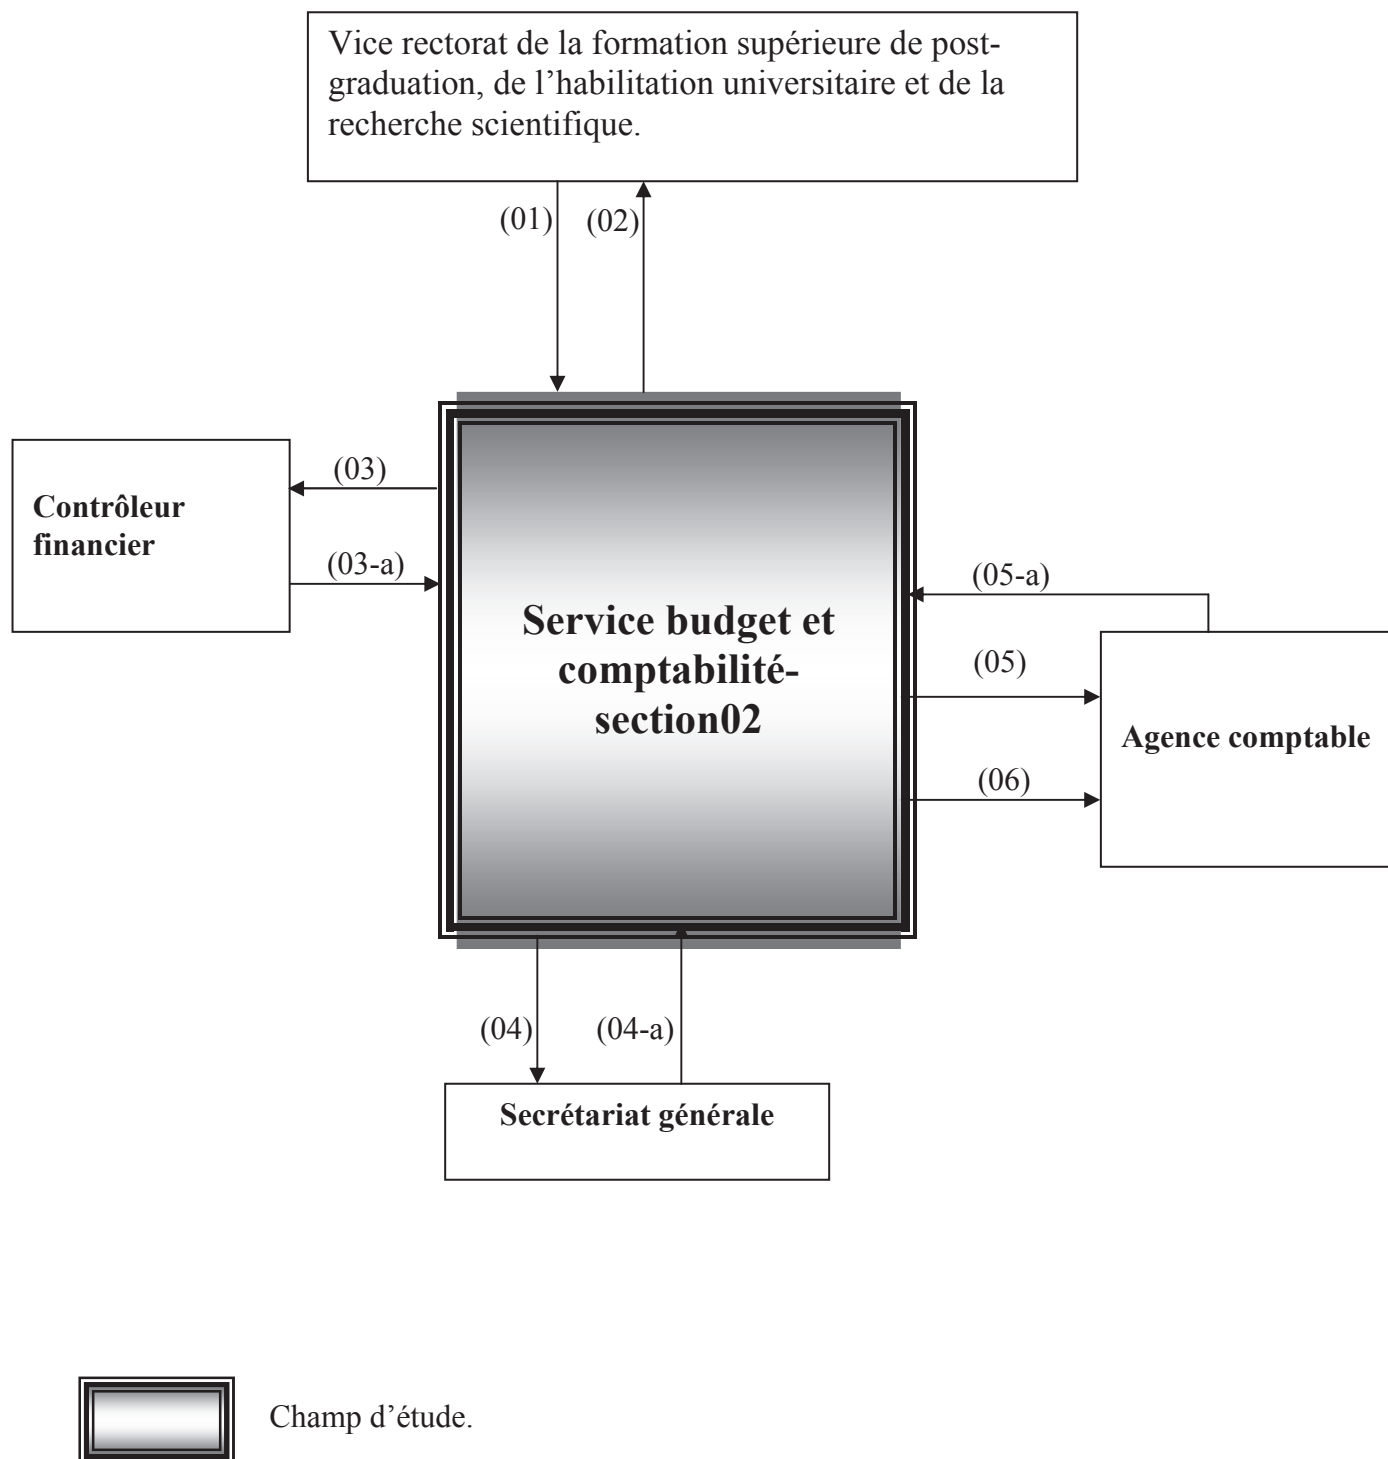 Vice rectorat de la formation supérieure de post-
graduation, de l’habilitation universitaire et de la
recherche scientifique.
(01)
(02)
(03)
Contrôleur
financier
(03-a)
(05-a)
Service budget et
comptabilité-
section02
(05)
Agence comptable
(06)
(04)
(04-a)
Secrétariat générale
Champ d’étude.